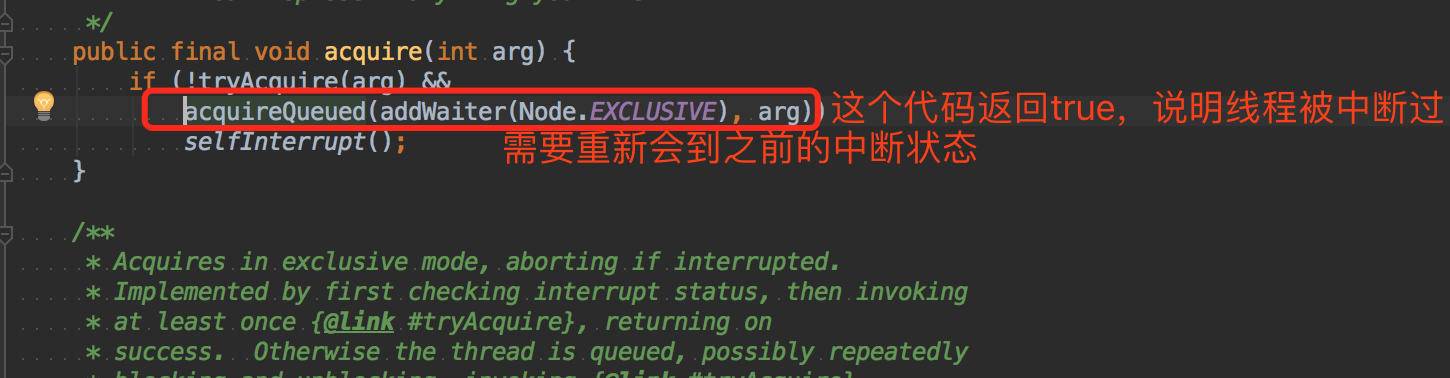 */
public final void acquire(int arg) {
if (!tryAcquire(arg) &&
acquireQueued(addWaiter(Node.EXCLUSIVE), arg)) 这个代码返回true，说明线程被中断过
selfInterrupt(); 需要重新会到之前的中断状态
}
/**
* Acquires in exclusive mode, aborting if interrupted.
* Implemented by first checking interrupt status, then invoking
* at least once {@link #tryAcquire}, returning on
* success. Otherwise the thread is queued, possibly repeatedly